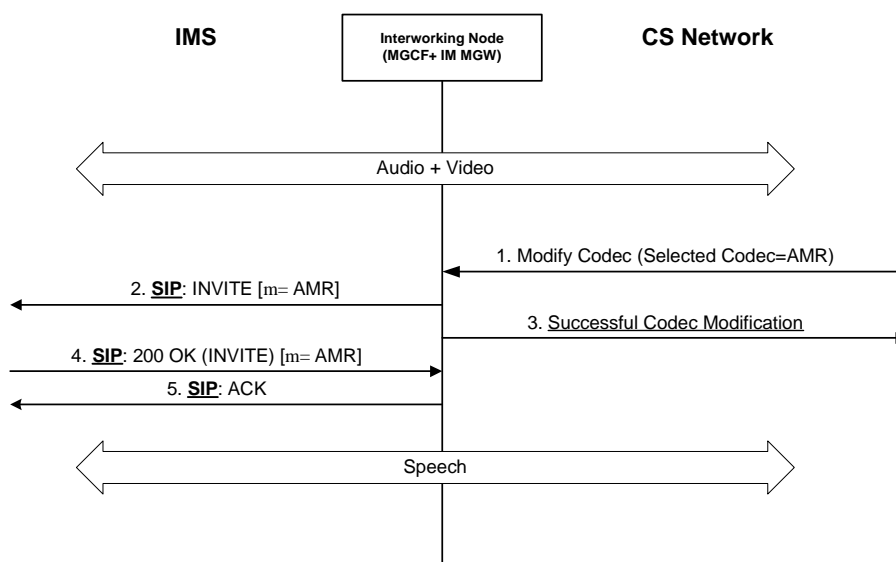 IMS
Interworking Node
(MGCF+ IM MGW)
CS Network
Audio + Video
1. Modify Codec (Selected Codec=AMR)
2. SIP: INVITE [m= AMR]
3. Successful Codec Modification
4. SIP: 200 OK (INVITE) [m= AMR]
5. SIP: ACK
Speech